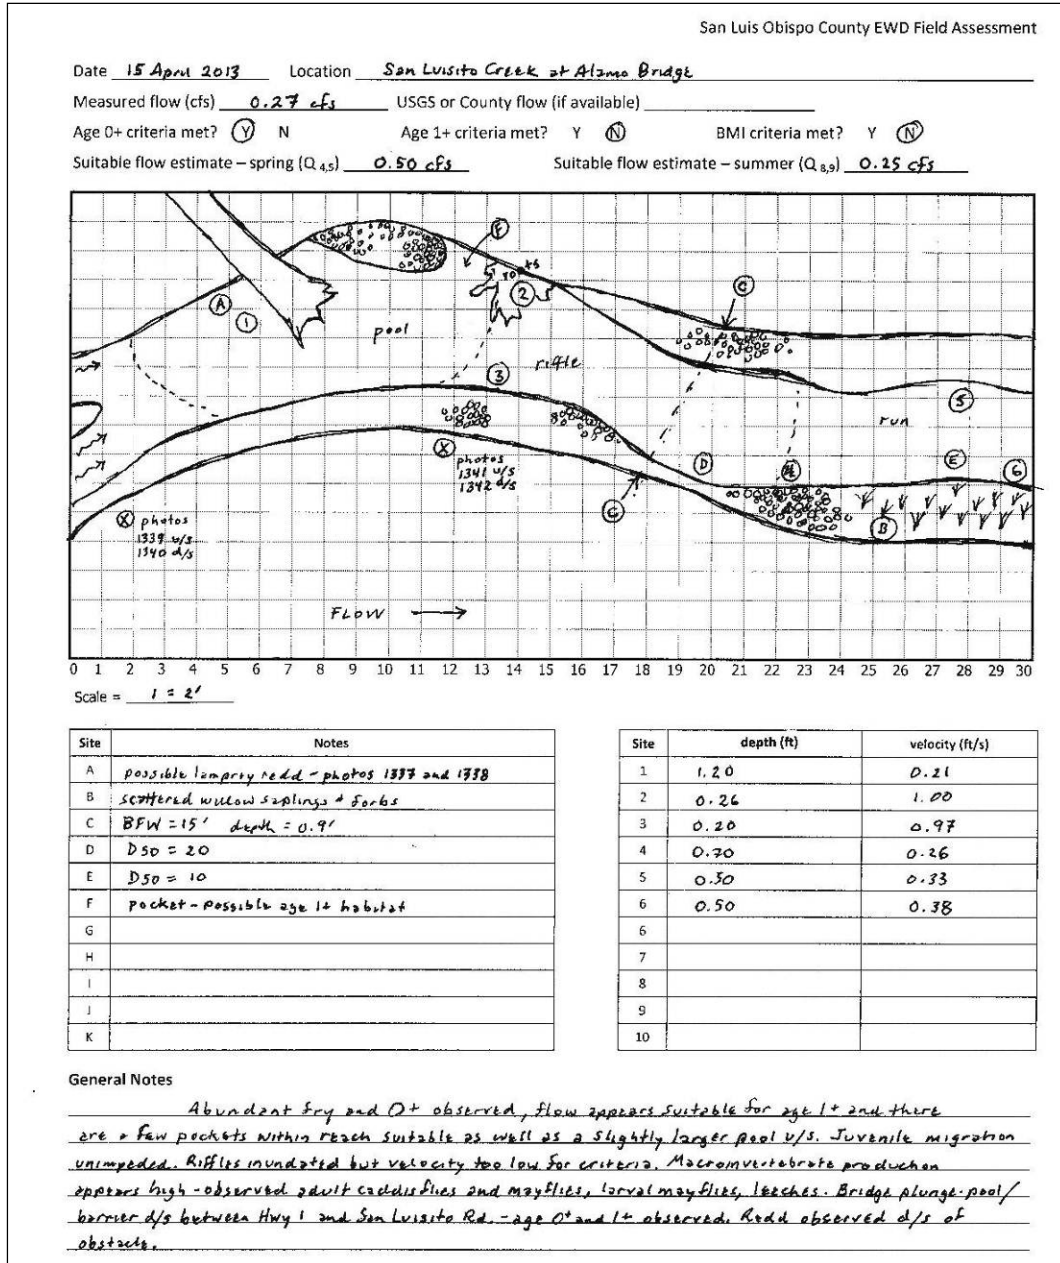 San Luis Obispo County EWD Field Assessment
Date 15 April 2013 Location San Luisito Creek at Alamo Bridge
Measured flow (cfs) 0.27 cfs USGS or County flow (if available)
Age 0+ criteria met? Y N Age 1+ criteria met? Y N BMI criteria met? Y N
Suitable flow estimate – spring (Q 4,5) 0.50 cfs Suitable flow estimate – summer (Q 8,9) 0.25 cfs
F
2
C
A
1
pool
3
riffle
5
run
X
photos
1341 u/s
1342 d/s
D
E
6
C
B
X photos
1339 u/s
1340 d/s
FLOW
0 1 2 3 4 5 6 7 8 9 10 11 12 13 14 15 16 17 18 19 20 21 22 23 24 25 26 27 28 29 30
Scale = 1 = 2'
Site Notes
A possible lamprey redd - photos 1337 and 1338
B scattered willow saplings + forbs
C BFW = 15' depth = 0.9'
D D50 = 20
E D50 = 10
F pocket - possible age 1+ habitat
G
H
I
J
K
Site depth (ft) velocity (ft/s)
1 1.20 0.21
2 0.26 1.00
3 0.20 0.97
4 0.70 0.26
5 0.50 0.33
6 0.50 0.38
6
7
8
9
10
General Notes
Abundant fry and 0+ observed, flow appears suitable for age 1+ and there
are a few pockets within reach suitable as well as a slightly larger pool u/s. Juvenile migration
unimpeded. Riffles inundated but velocity too low for criteria. Macroinvertebrate production
appears high - observed adult caddisflies and mayflies, larval mayflies, leeches. Bridge plunge-pool/
barrier d/s between Hwy 1 and San Luisito Rd. - age 0+ and 1+ observed. Redd observed d/s of
obstacle.